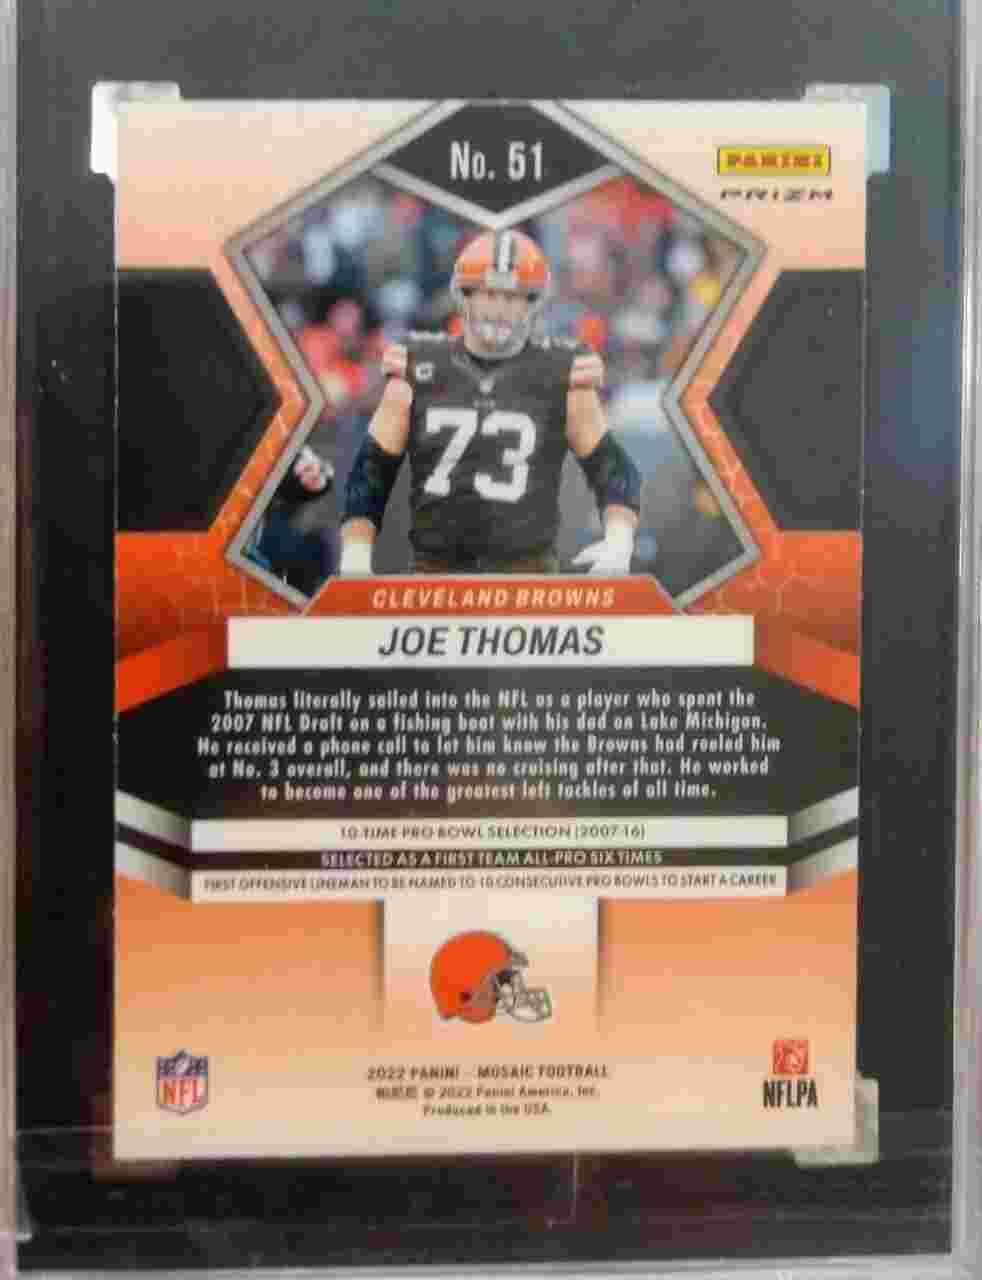 No. 51
PANINI
PRIZM
C
73
CLEVELAND BROWNS
JOE THOMAS
Thomas literally sailed into the NFL as a player who spent the
2007 NFL Draft on a fishing boat with his dad on Lake Michigan.
He received a phone call to let him know the Browns had reeled him
at No. 3 overall, and there was no cruising after that. He worked
to become one of the greatest left tackles of all time.
10-TIME PRO BOWL SELECTION (2007-16)
SELECTED AS A FIRST TEAM ALL-PRO SIX TIMES
FIRST OFFENSIVE LINEMAN TO BE NAMED TO 10 CONSECUTIVE PRO BOWLS TO START A CAREER
NFL
2022 PANINI - MOSAIC FOOTBALL
© 2022 Panini America, Inc.
Produced in the USA.
NFLPA